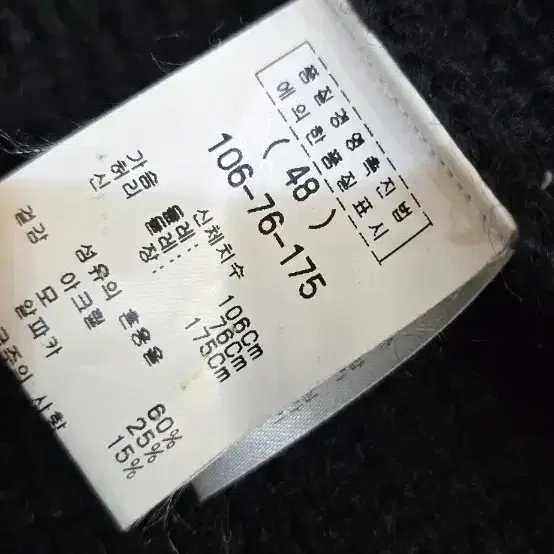 품질경영촉진법
에의한품질표시
( 48 )
106-76-175
신체치수
가슴둘레: 106Cm
허리둘레: 76Cm
신장: 175Cm
섬유의 혼용율
겉감 아크릴 60%
모 25%
알파카 15%